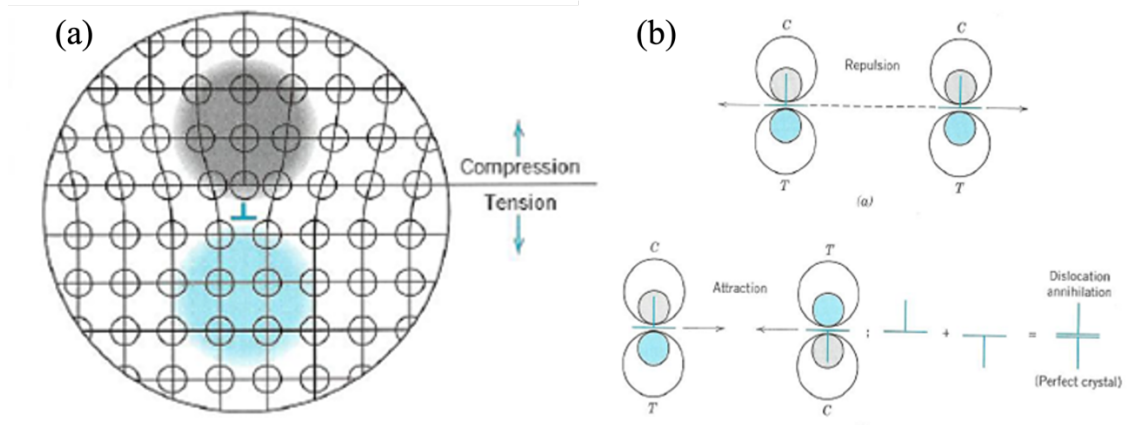 (a)
Compression
Tension
(b)
C
C
Repulsion
T
T
(a)
C
T
Attraction
Dislocation
annihilation
;
+
=
(Perfect crystal)
T
C